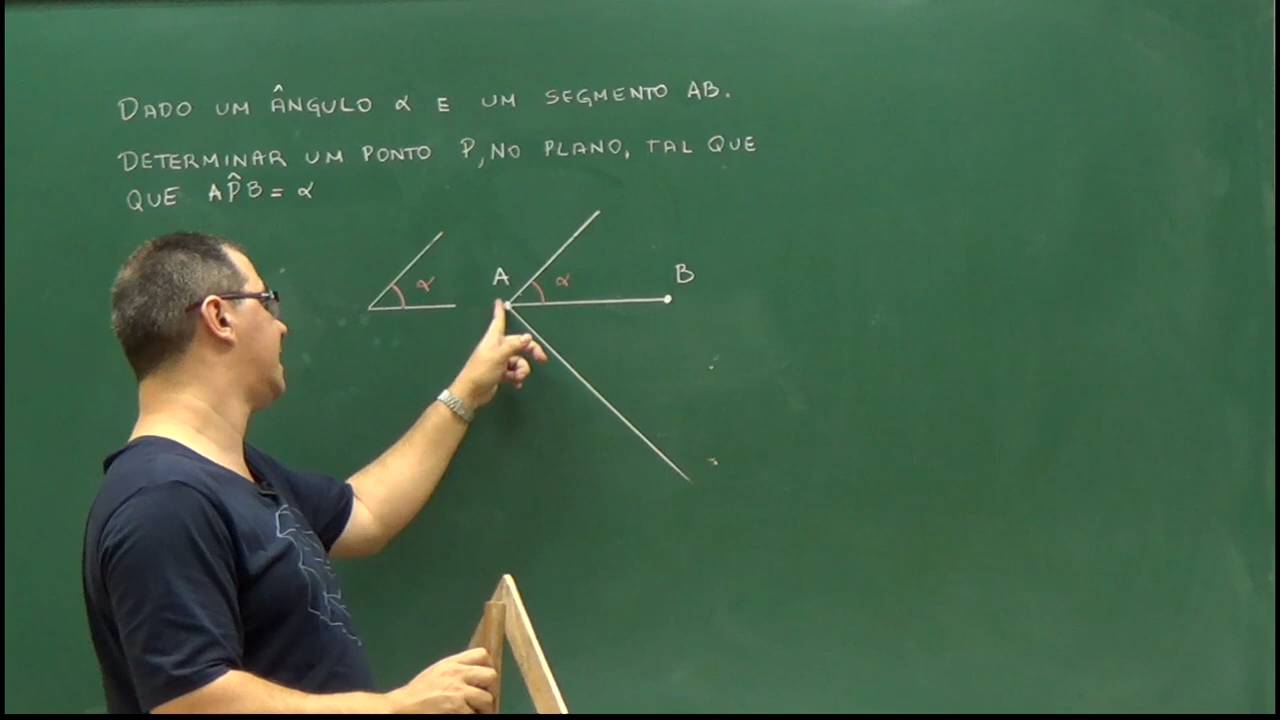 DADO UM ÂNGULO α E UM SEGMENTO AB.
DETERMINAR UM PONTO P, NO PLANO, TAL QUE
QUE AP̂B = α
α
A
α
B